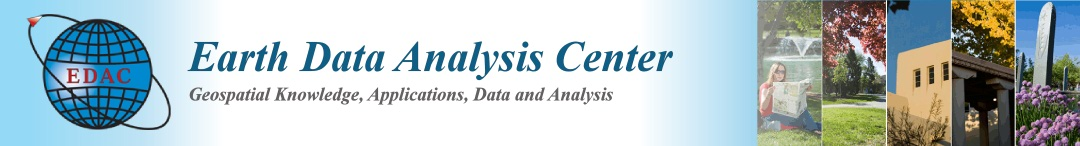 EDAC
Earth Data Analysis Center
Geospatial Knowledge, Applications, Data and Analysis